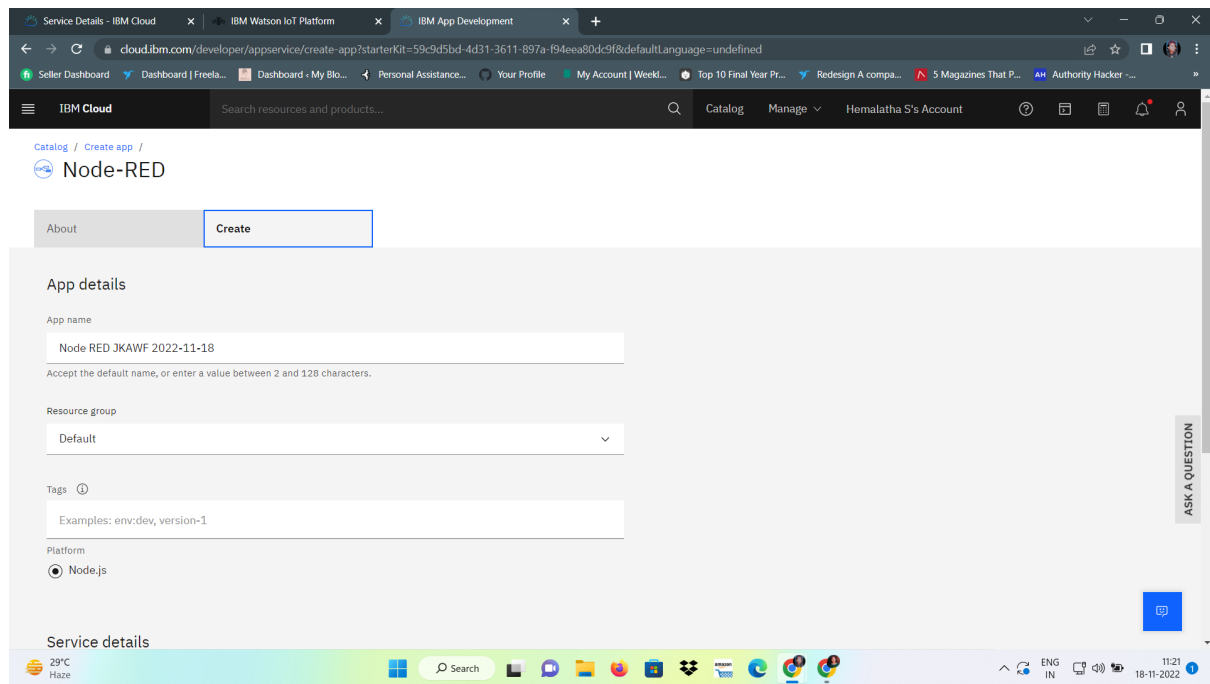 Service Details - IBM Cloud
IBM Watson IoT Platform
IBM App Development
cloud.ibm.com/developer/appservice/create-app?starterKit=59c9d5bd-4d31-3611-897a-f94eea80dc9f&defaultLanguage=undefined
Seller Dashboard
Dashboard | Freela...
Dashboard ‹ My Blo...
Personal Assistance...
Your Profile
My Account | Weekl...
Top 10 Final Year Pr...
Redesign A compa...
5 Magazines That P...
AH Authority Hacker -...
»
IBM Cloud
Search resources and products...
Catalog
Manage
Hemalatha S's Account
Catalog / Create app /
Node-RED
About
Create
App details
App name
Node RED JKAWF 2022-11-18
Accept the default name, or enter a value between 2 and 128 characters.
Resource group
Default
Tags
Examples: env:dev, version-1
Platform
Node.js
Service details
ASK A QUESTION
29°C
Haze
Search
amazon
ENG
IN
11:21
18-11-2022
1